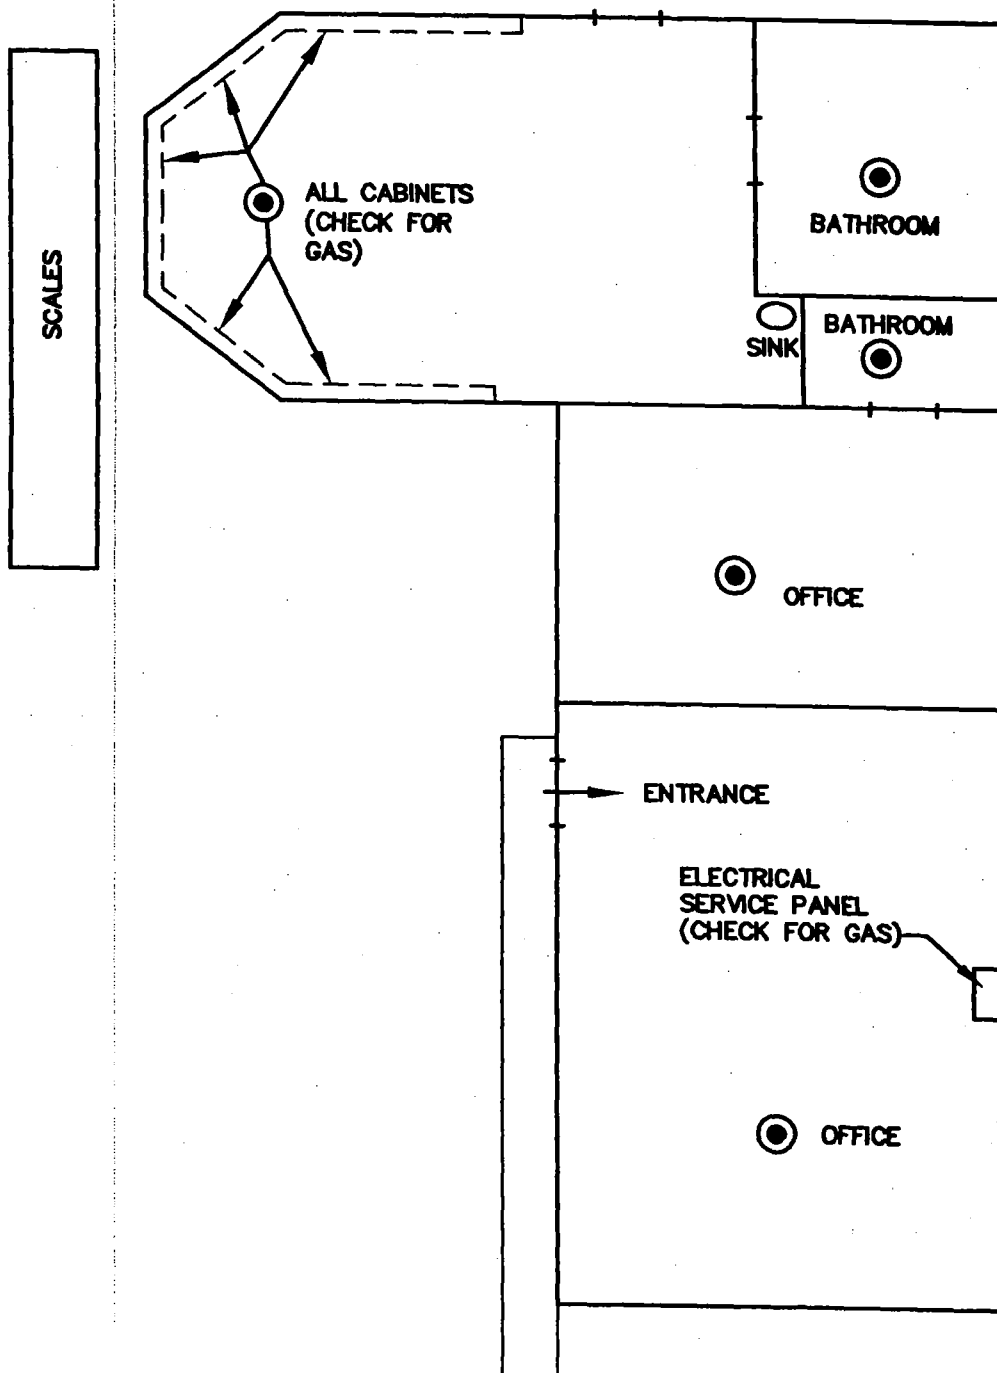 SCALES
ALL CABINETS
(CHECK FOR
GAS)
BATHROOM
BATHROOM
SINK
OFFICE
ENTRANCE
ELECTRICAL
SERVICE PANEL
(CHECK FOR GAS)
OFFICE